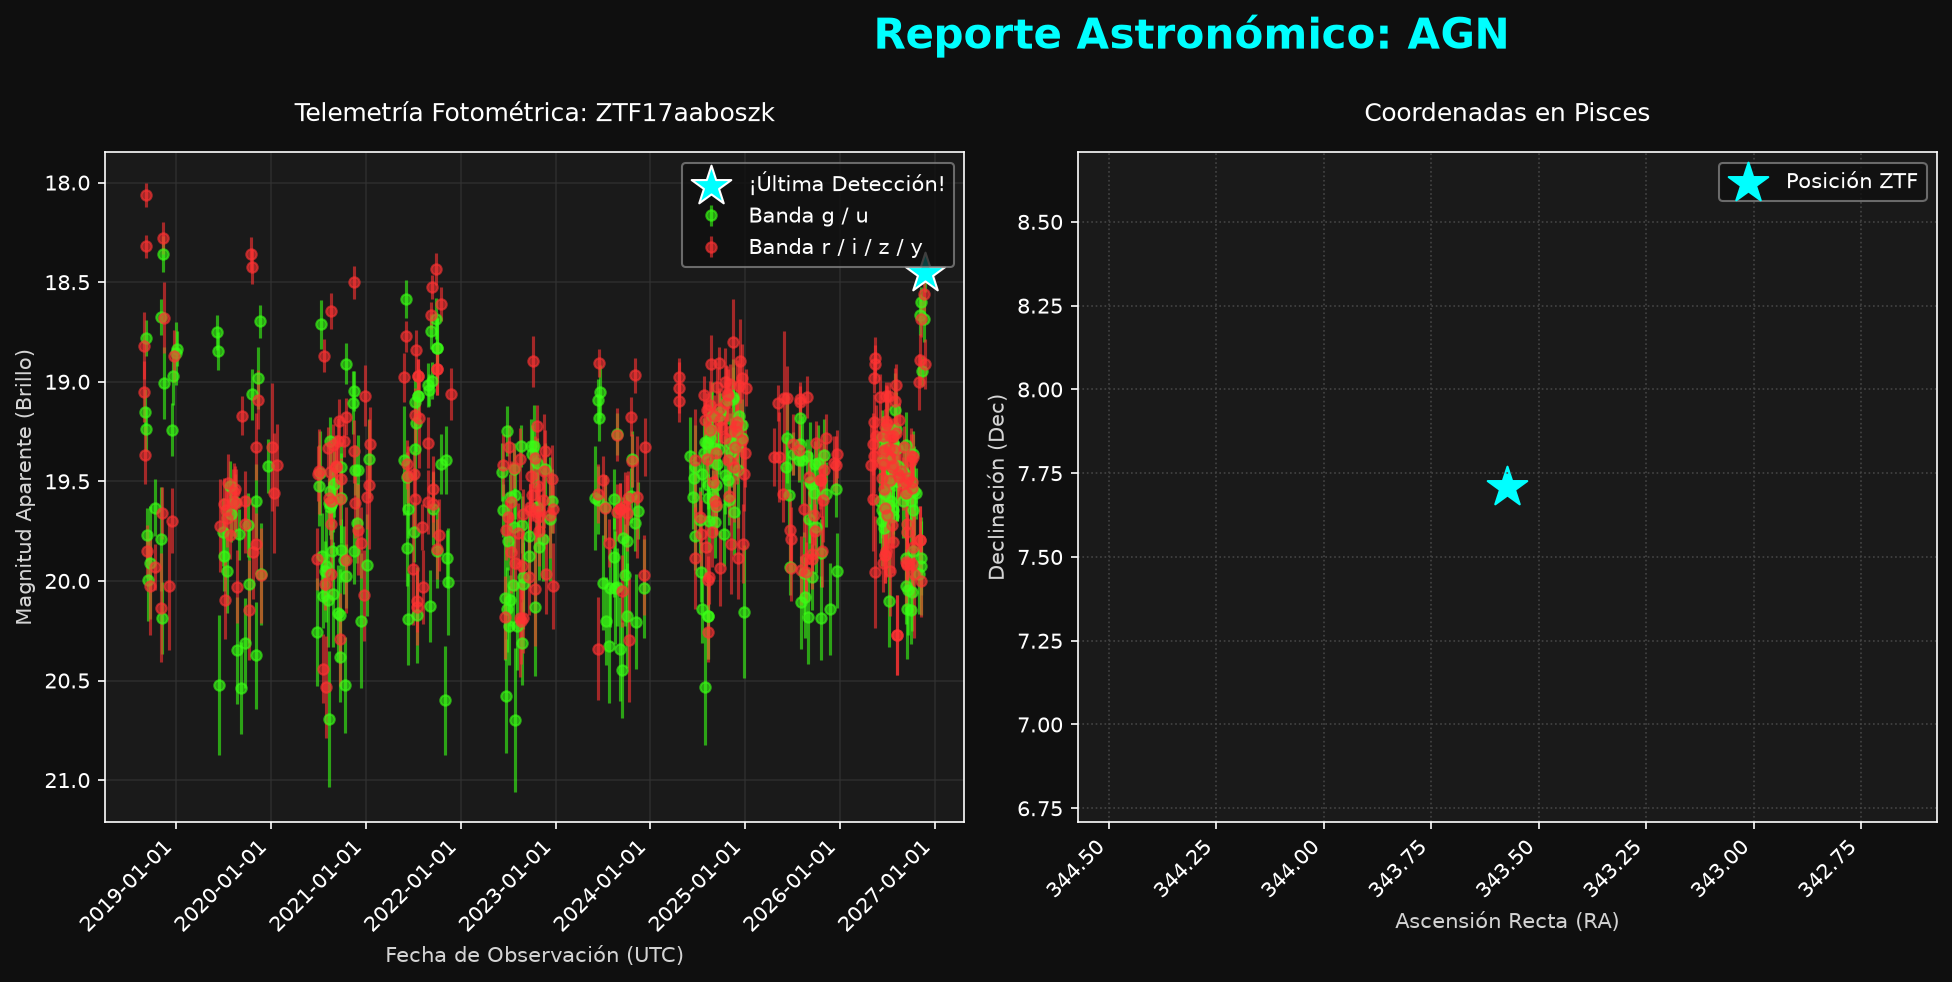 Reporte Astronómico: AGN
Telemetría Fotométrica: ZTF17aaboszk
¡Última Detección!
Banda g / u
Banda r / i / z / y
Magnitud Aparente (Brillo)
18.0
18.5
19.0
19.5
20.0
20.5
21.0
2019-01-01
2020-01-01
2021-01-01
2022-01-01
2023-01-01
2024-01-01
2025-01-01
2026-01-01
2027-01-01
Fecha de Observación (UTC)
Coordenadas en Pisces
Posición ZTF
Declinación (Dec)
8.50
8.25
8.00
7.75
7.50
7.25
7.00
6.75
344.50
344.25
344.00
343.75
343.50
343.25
343.00
342.75
Ascensión Recta (RA)